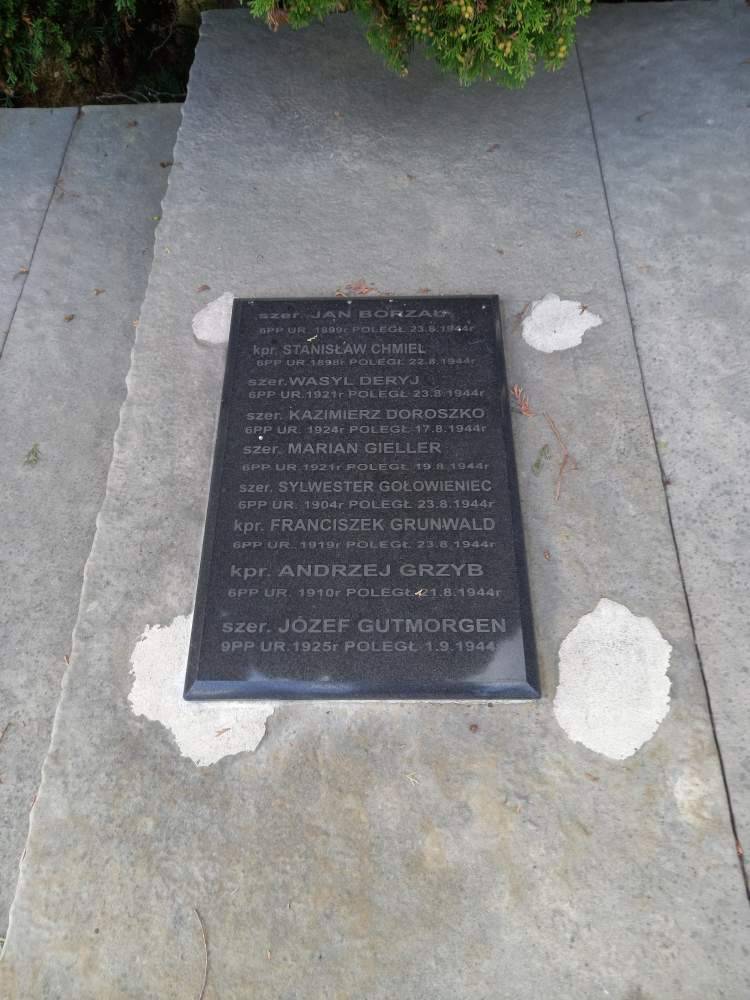 szer. JAN BORZAU
6PP UR. 1899r POLEGŁ 23.8.1944r
kpr. STANISŁAW CHMIEL
6PP UR. 1898r POLEGŁ 22.8.1944r
szer. WASYL DERYJ
6PP UR. 1921r POLEGŁ 23.8.1944r
szer. KAZIMIERZ DOROSZKO
6PP UR. 1924r POLEGŁ 17.8.1944r
szer. MARIAN GIELLER
6PP UR. 1921r POLEGŁ 19.8.1944r
szer. SYLWESTER GOŁOWIENIEC
6PP UR. 1904r POLEGŁ 23.8.1944r
kpr. FRANCISZEK GRUNWALD
6PP UR. 1919r POLEGŁ 23.8.1944r
kpr. ANDRZEJ GRZYB
6PP UR. 1910r POLEGŁ 21.8.1944r
szer. JÓZEF GUTMORGEN
9PP UR. 1925r POLEGŁ 1.9.1944r